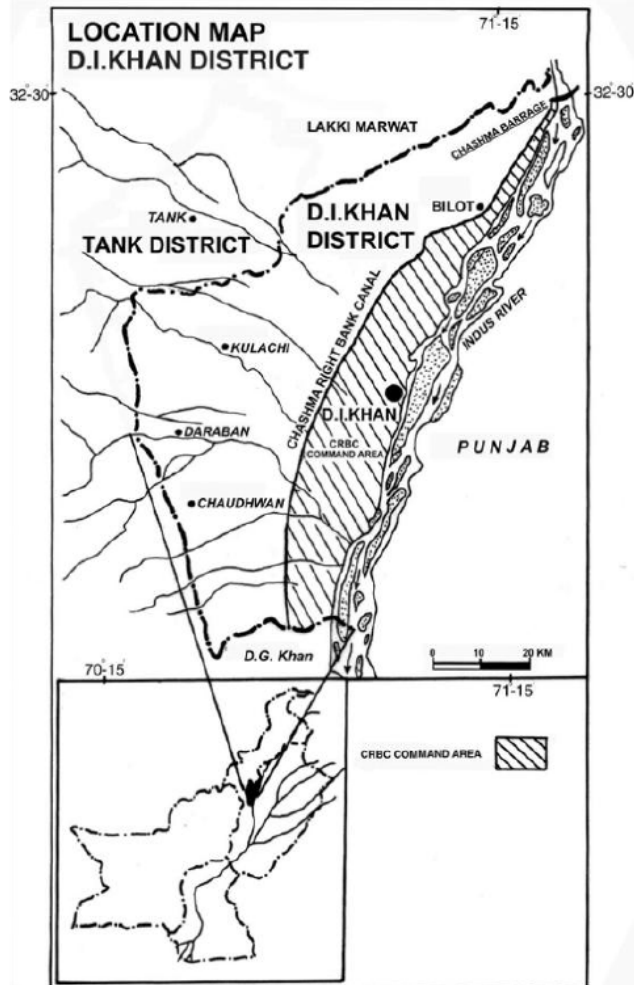 LOCATION MAP
D.I.KHAN DISTRICT
71-15
32-30
32-30
LAKKI MARWAT
CHASHMA BARRAGE
TANK
TANK DISTRICT
D.I.KHAN
DISTRICT
BILOT
CHASHMA RIGHT BANK CANAL
INDUS RIVER
KULACHI
D.I.KHAN
CRBC
COMMAND AREA
DARABAN
PUNJAB
CHAUDHWAN
D.G. Khan
0 10 20 KM
70-15
71-15
CRBC COMMAND AREA